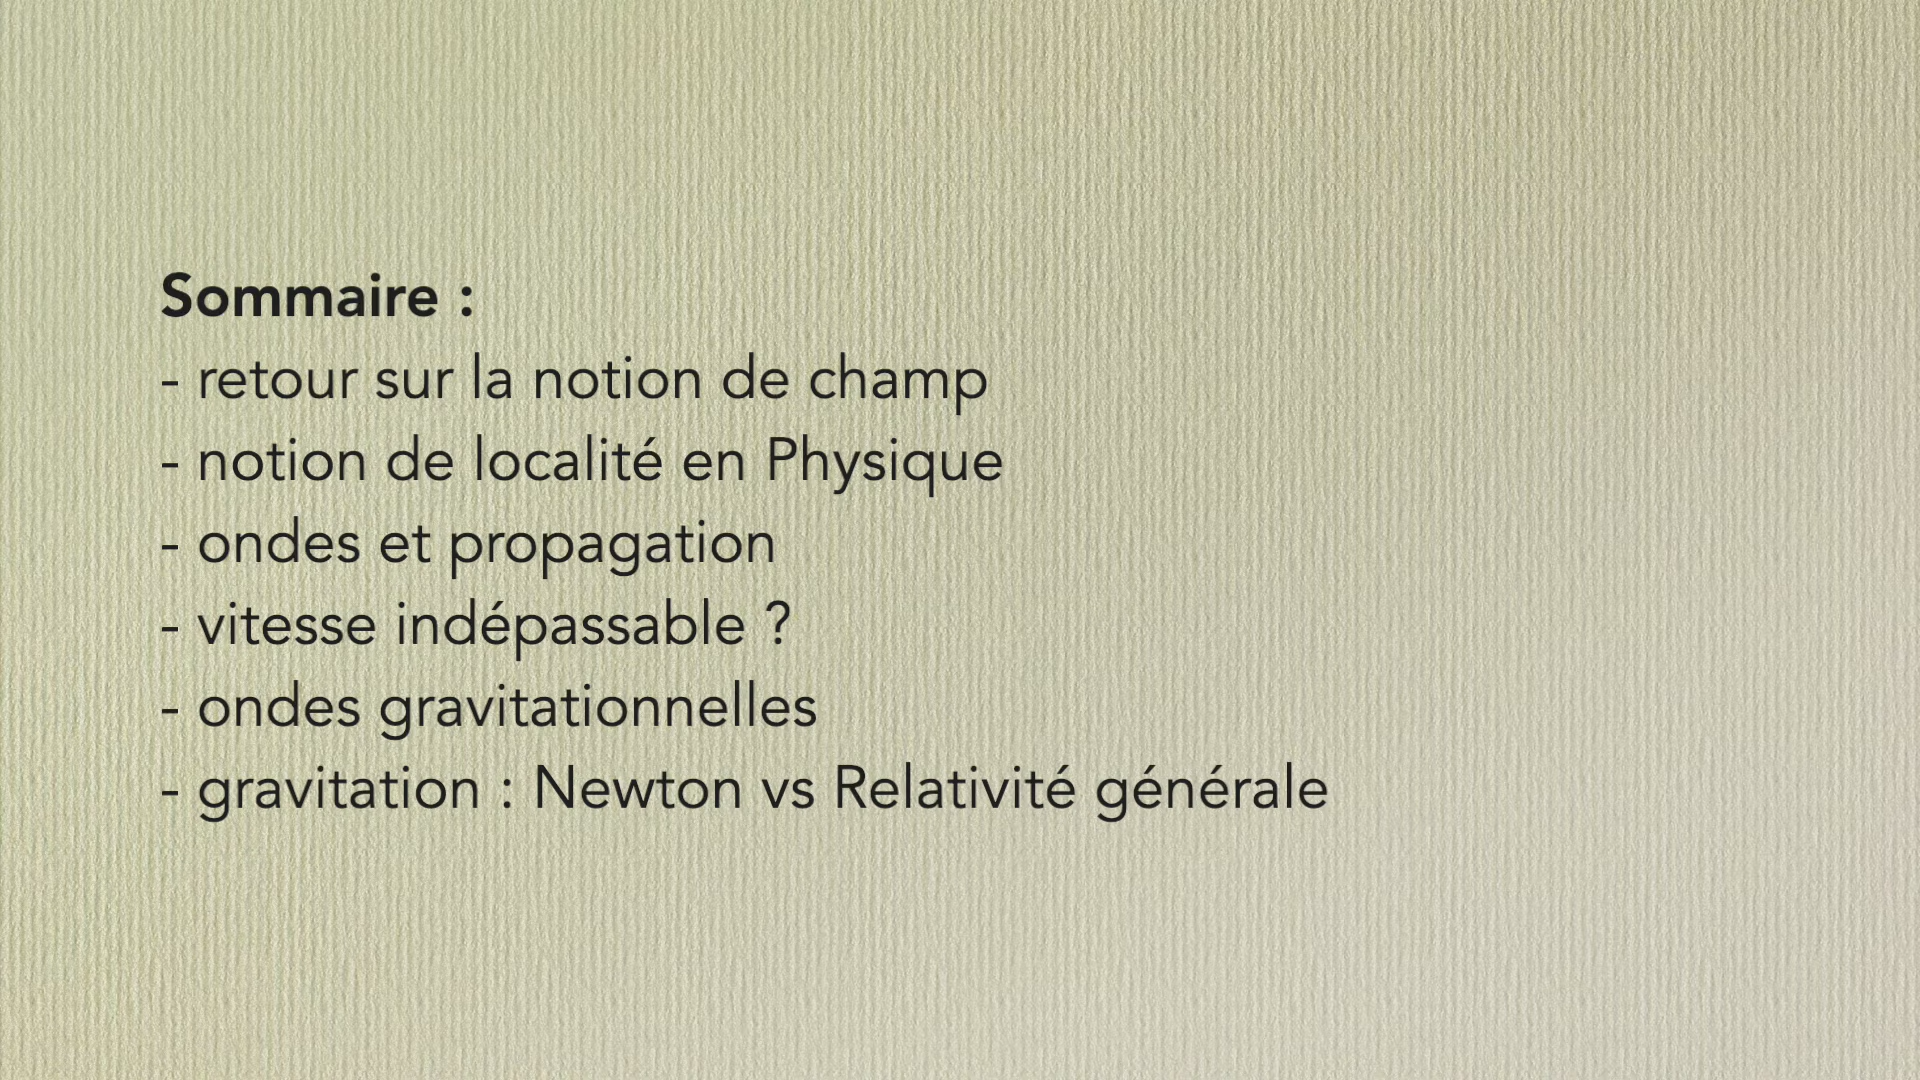 Sommaire :
- retour sur la notion de champ
- notion de localité en Physique
- ondes et propagation
- vitesse indépassable ?
- ondes gravitationnelles
- gravitation : Newton vs Relativité générale